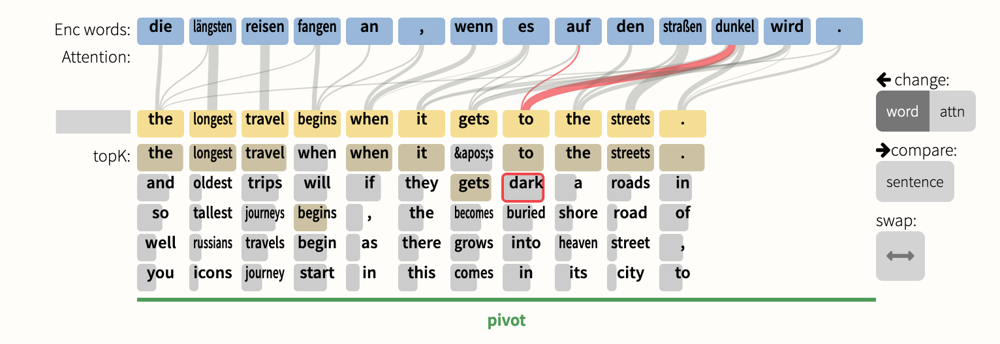 Enc words: die längsten reisen fangen an , wenn es auf den straßen dunkel wird .
Attention:
change:
word attn
the longest travel begins when it gets to the streets .
topK: the longest travel when when it &apos;s to the streets .
compare:
and oldest trips will if they gets dark a roads in
sentence
so tallest journeys begins , the becomes buried shore road of
swap:
well russians travels begin as there grows into heaven street ,
you icons journey start in this comes in its city to
pivot